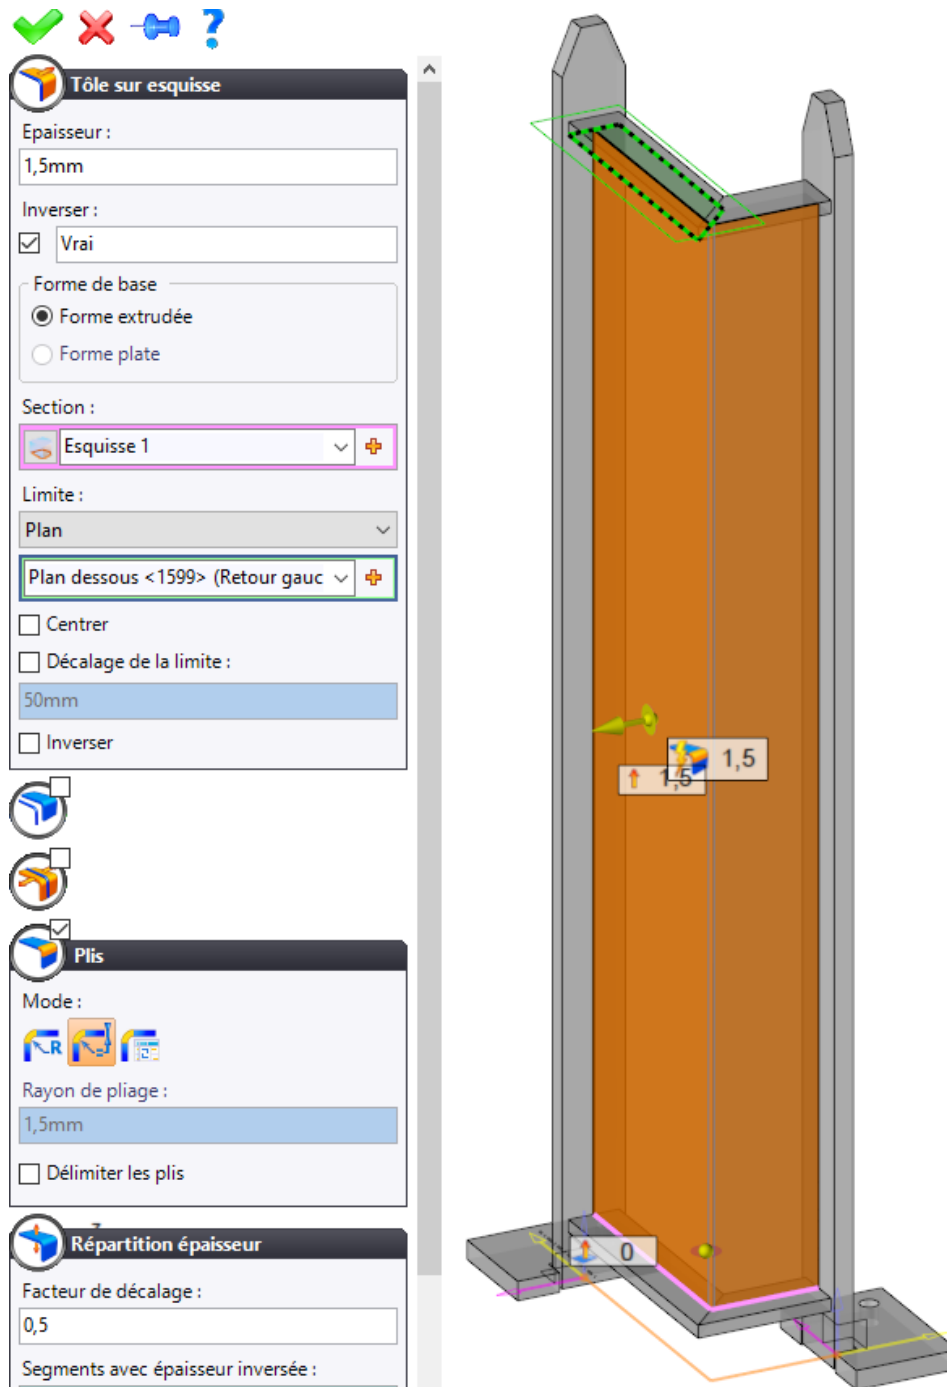 Tôle sur esquisse
Epaisseur :
1,5mm
Inverser :
Vrai
Forme de base
Forme extrudée
Forme plate
Section :
Esquisse 1
Limite :
Plan
Plan dessous <1599> (Retour gauc
Centrer
Décalage de la limite :
50mm
Inverser
Plis
Mode :
R
Rayon de pliage :
1,5mm
Délimiter les plis
Répartition épaisseur
Facteur de décalage :
0,5
Segments avec épaisseur inversée :
1,5
1,5
0